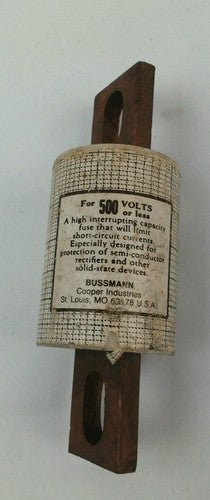 For 500 VOLTS
or less
A high interrupting capacity
fuse that will limit
short-circuit currents.
Especially designed for
protection of semi-conductor
rectifiers and other
solid-state devices.
BUSSMANN
Cooper Industries
St. Louis, MO 63178 U.S.A.